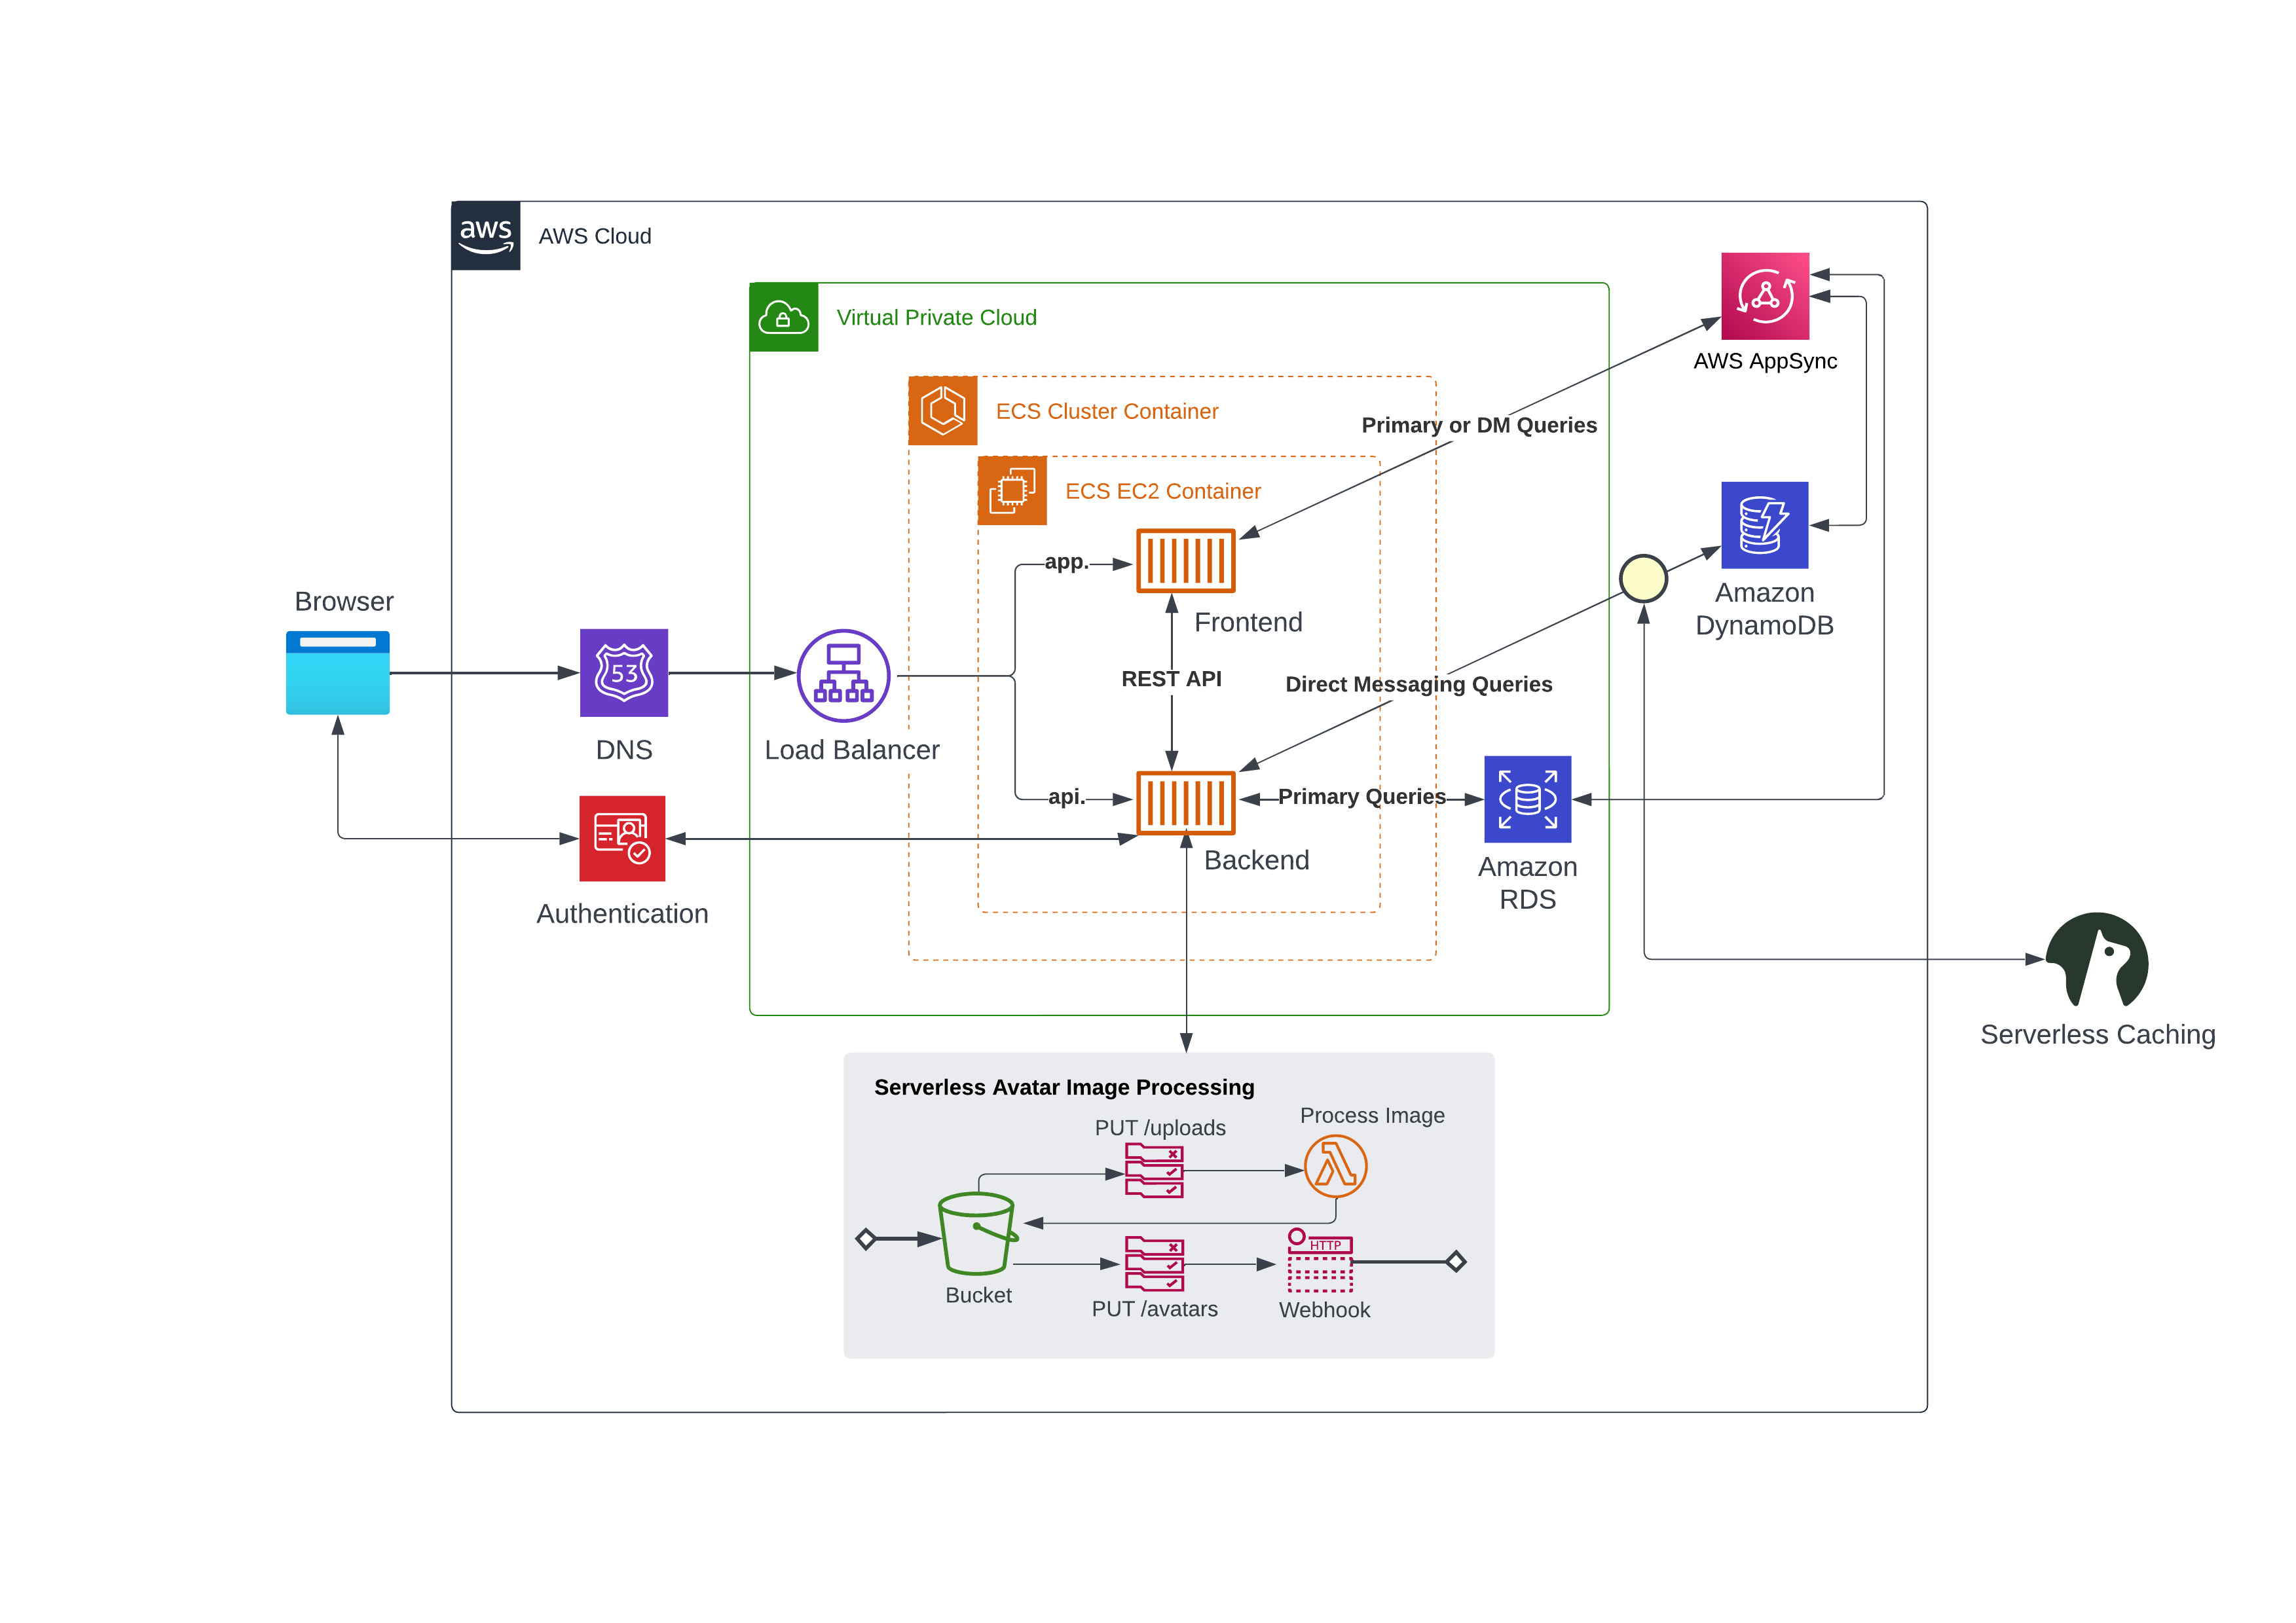 aws
AWS Cloud
Virtual Private Cloud
AWS AppSync
ECS Cluster Container
Primary or DM Queries
ECS EC2 Container
app.
Frontend
Browser
53
DNS
Load Balancer
REST API
Direct Messaging Queries
Amazon
DynamoDB
api.
Primary Queries
Backend
Amazon
RDS
Authentication
Serverless Caching
Serverless Avatar Image Processing
PUT /uploads
Process Image
Bucket
PUT /avatars
HTTP
Webhook